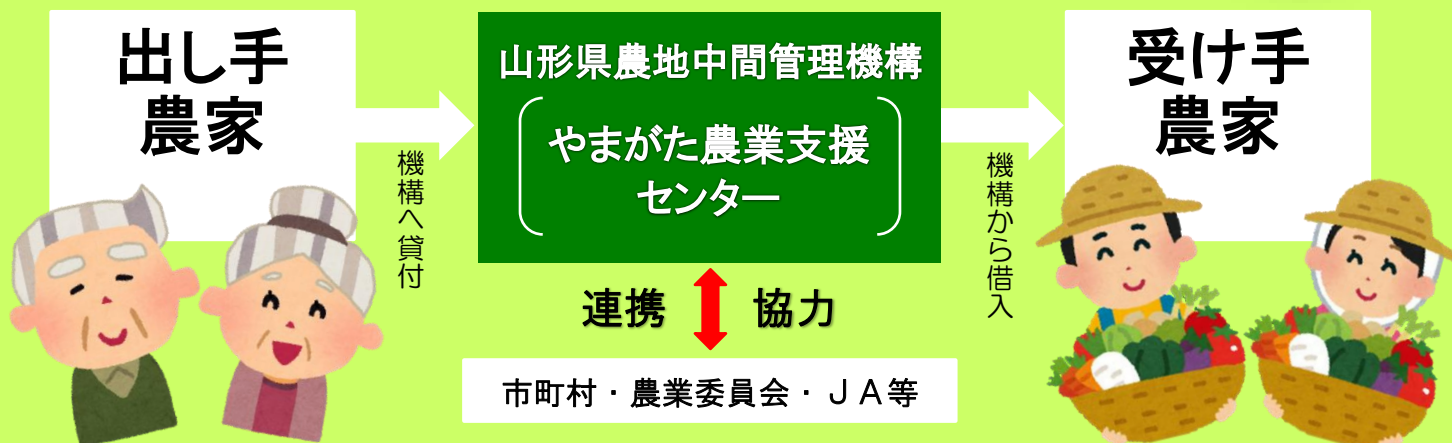 出し手
農家
機構へ貸付
山形県農地中間管理機構
やまがた農業支援
センター
機構から借入
受け手
農家
連携 協力
市町村・農業委員会・ＪＡ等